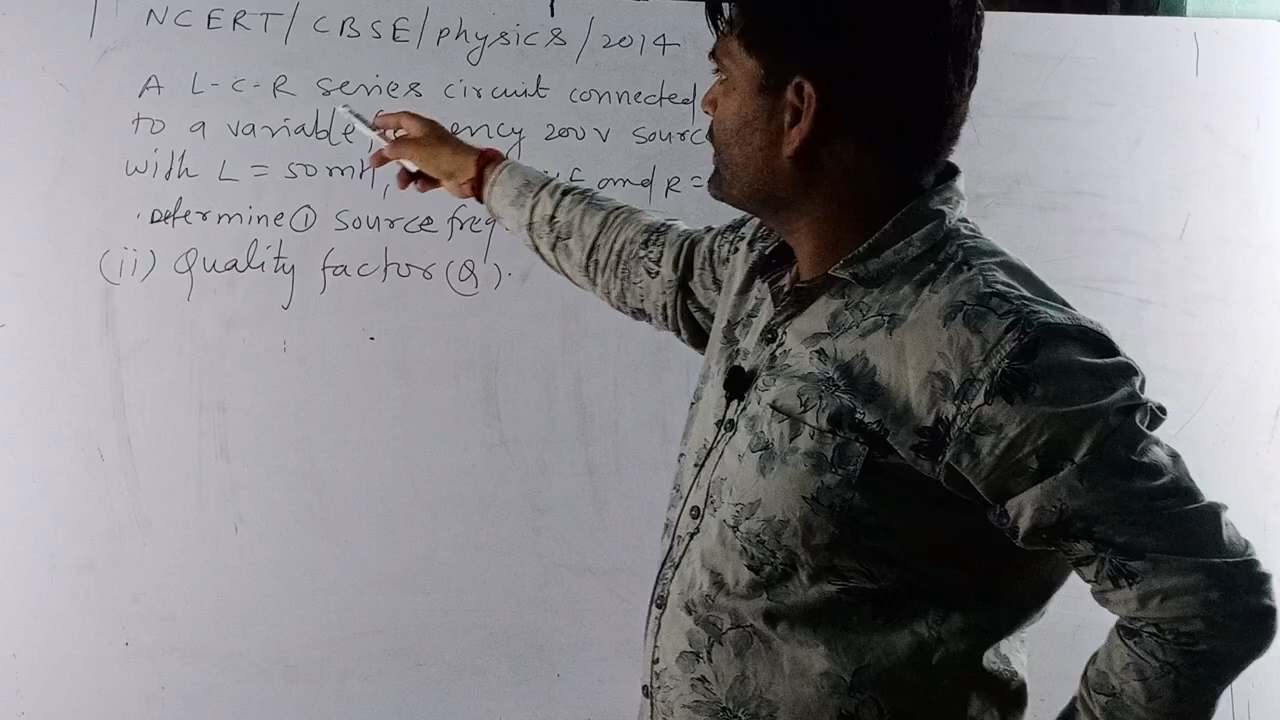 NCERT/CBSE/physics/2014
A L-C-R series circuit connected
to a variable ency 200V sourc
with L = 50mH, and R =
Determine ① source freq
(ii) Quality factor (Q).